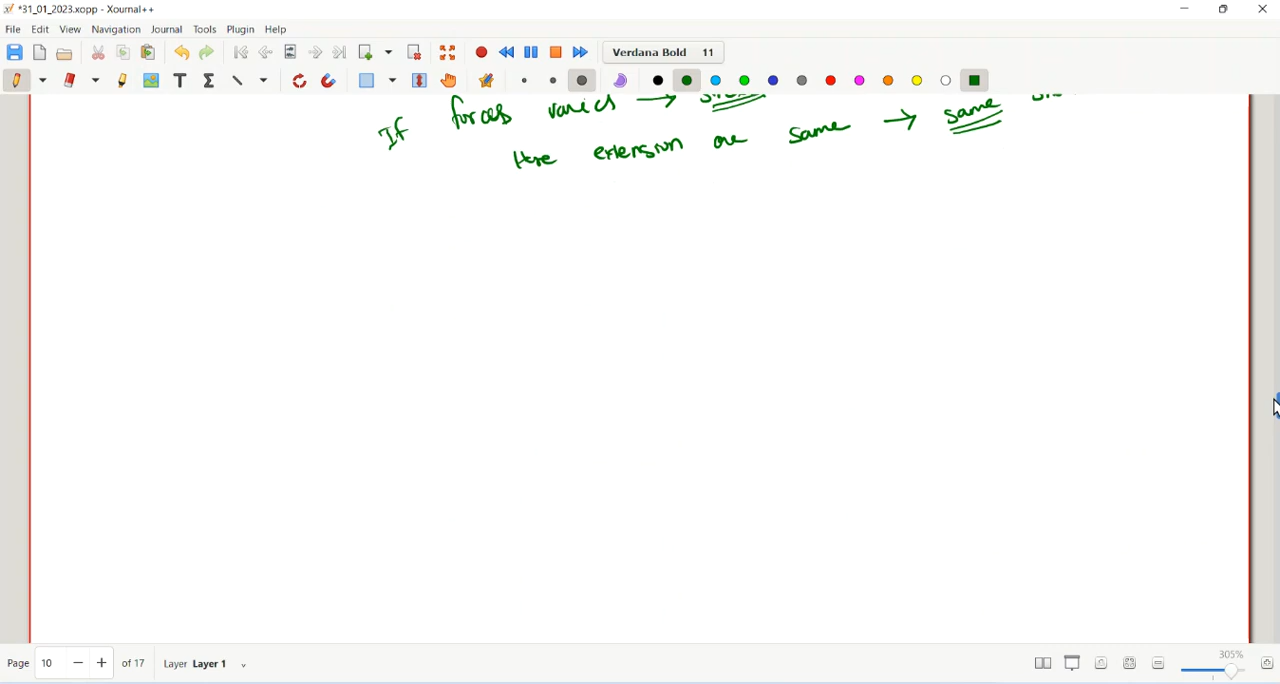 *31_01_2023.xopp - Xournal++
File Edit View Navigation Journal Tools Plugin Help
Verdana Bold 11
If forces varies →
Here extension are same → same
Page 10 of 17 Layer Layer 1
305%